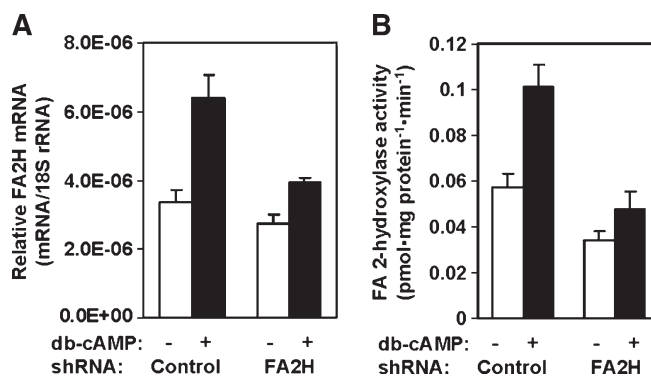 A
Relative FA2H mRNA
(mRNA/18S rRNA)
8.0E-06
6.0E-06
4.0E-06
2.0E-06
0.0E+00
db-cAMP: - + - +
shRNA: Control FA2H
B
FA 2-hydroxylase activity
(pmol•mg protein⁻¹•min⁻¹)
0.12
0.1
0.08
0.06
0.04
0.02
0
db-cAMP: - + - +
shRNA: Control FA2H